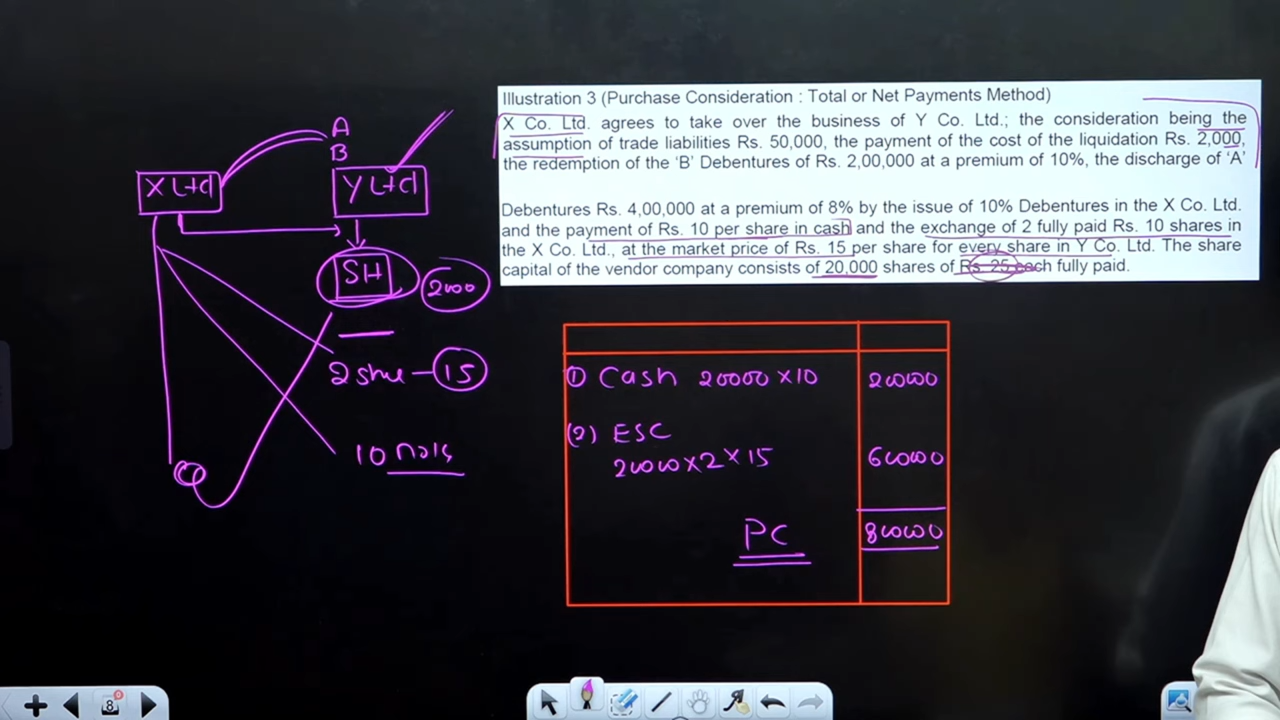 Illustration 3 (Purchase Consideration : Total or Net Payments Method)
X Co. Ltd. agrees to take over the business of Y Co. Ltd.; the consideration being the
assumption of trade liabilities Rs. 50,000, the payment of the cost of the liquidation Rs. 2,000,
the redemption of the 'B' Debentures of Rs. 2,00,000 at a premium of 10%, the discharge of 'A'
Debentures Rs. 4,00,000 at a premium of 8% by the issue of 10% Debentures in the X Co. Ltd.
and the payment of Rs. 10 per share in cash and the exchange of 2 fully paid Rs. 10 shares in
the X Co. Ltd., at the market price of Rs. 15 per share for every share in Y Co. Ltd. The share
capital of the vendor company consists of 20,000 shares of Rs. 25 each fully paid.
A
B
X Ltd
Y Ltd
SH
2000
2 - 15
10
① Cash 20000 × 10
200000
(2) ESC
20000 × 2 × 15
600000
PC
800000
8
0